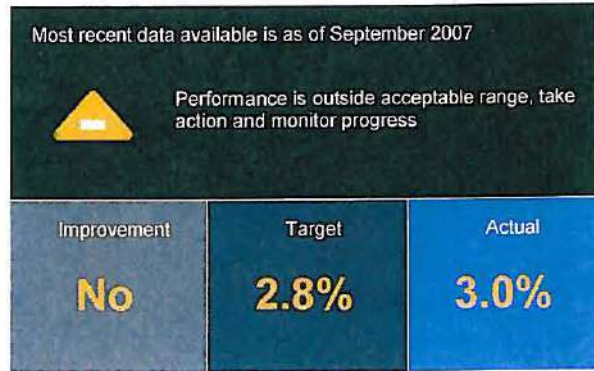 Most recent data available is as of September 2007
Performance is outside acceptable range, take
action and monitor progress
Improvement
Target
Actual
No
2.8%
3.0%